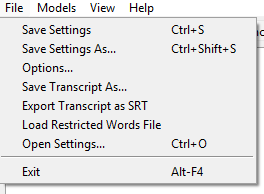 File Models View Help
Save Settings Ctrl+S
Save Settings As... Ctrl+Shift+S
Options...
Save Transcript As...
Export Transcript as SRT
Load Restricted Words File
Open Settings... Ctrl+O
Exit Alt-F4